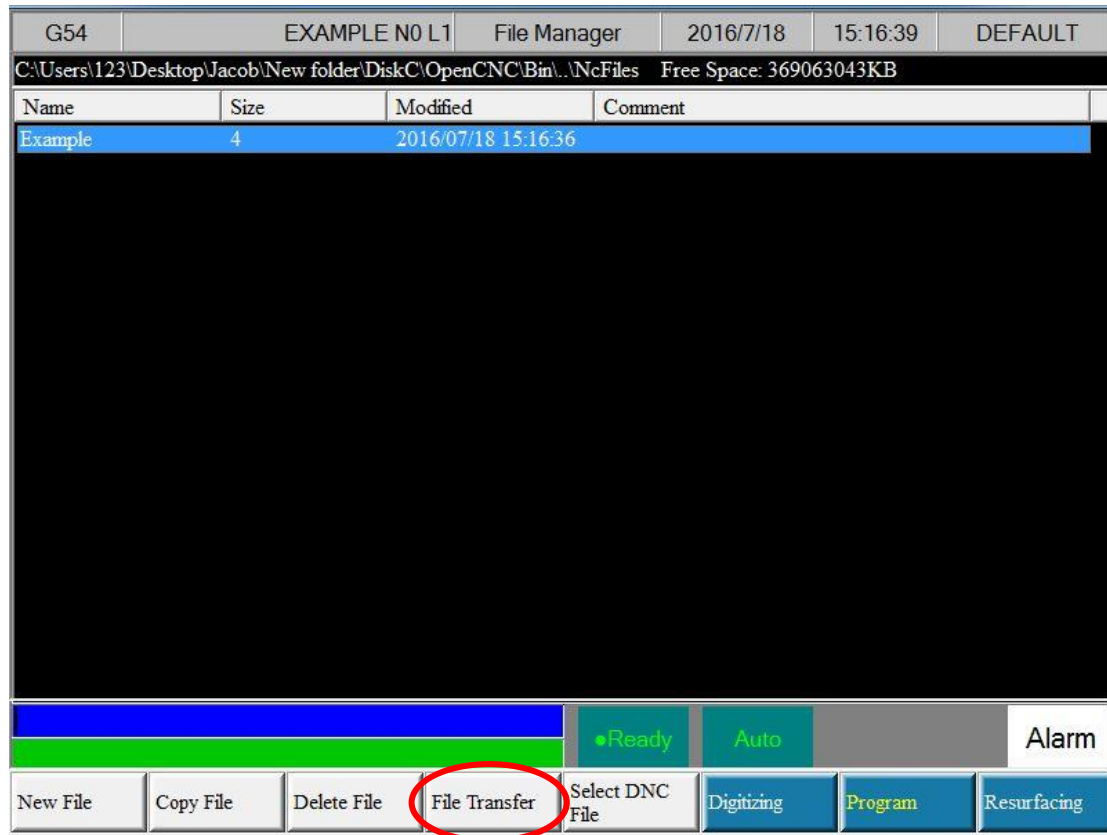 G54 EXAMPLE N0 L1 File Manager 2016/7/18 15:16:39 DEFAULT
C:\Users\123\Desktop\Jacob\New folder\DiskC\OpenCNC\Bin\..\NcFiles Free Space: 369063043KB
Name Size Modified Comment
Example 4 2016/07/18 15:16:36
●Ready Auto Alarm
New File Copy File Delete File File Transfer Select DNC File Digitizing Program Resurfacing